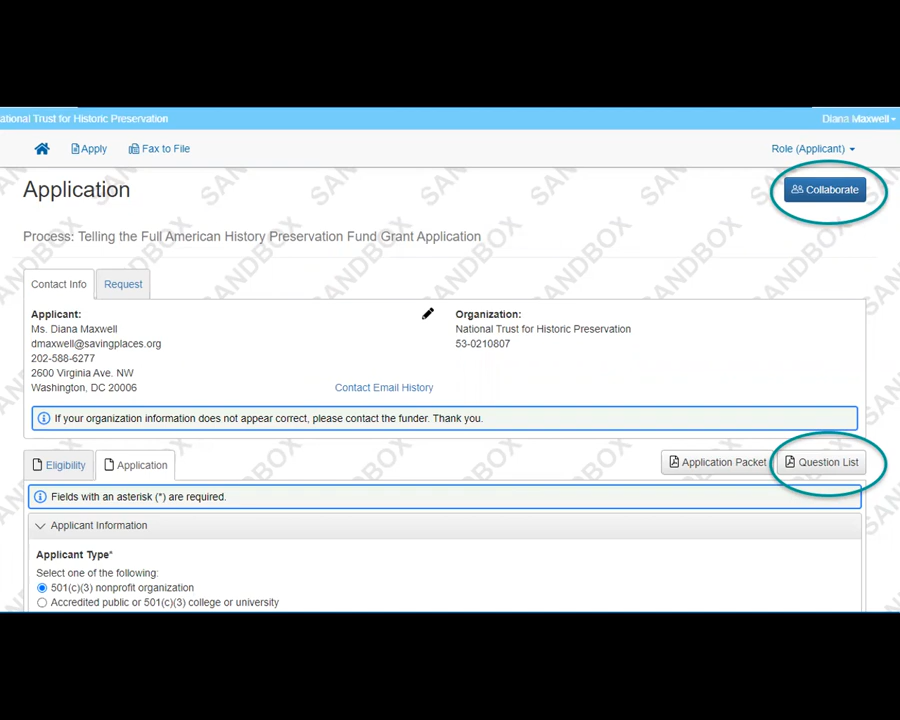 ational Trust for Historic Preservation
Diana Maxwell
Apply Fax to File Role (Applicant)
Application
Collaborate
Process: Telling the Full American History Preservation Fund Grant Application
Contact Info Request
Applicant: Organization:
Ms. Diana Maxwell National Trust for Historic Preservation
dmaxwell@savingplaces.org 53-0210807
202-588-6277
2600 Virginia Ave. NW
Washington, DC 20006 Contact Email History
If your organization information does not appear correct, please contact the funder. Thank you.
Eligibility Application Application Packet Question List
Fields with an asterisk (*) are required.
Applicant Information
Applicant Type*
Select one of the following:
501(c)(3) nonprofit organization
Accredited public or 501(c)(3) college or university
SANDBOX